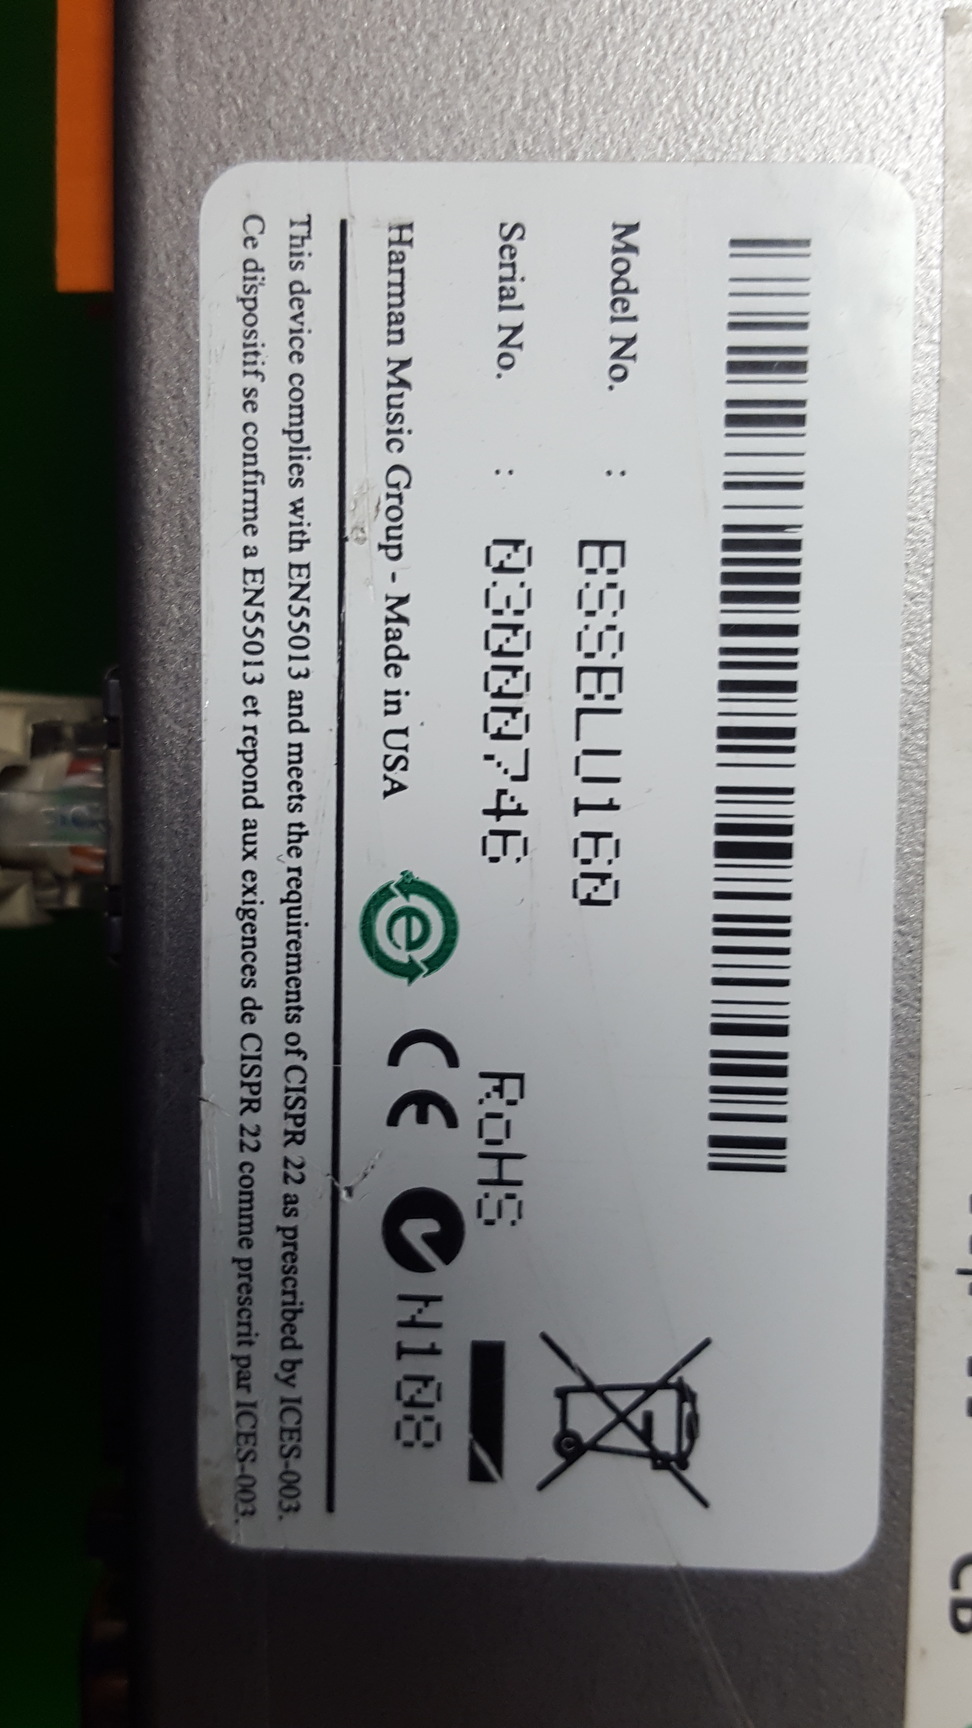 Model No. : BSSBLU160
Serial No. : 03000746
RoHS
Harman Music Group - Made in USA
e CE N108
This device complies with EN55013 and meets the requirements of CISPR 22 as prescribed by ICES-003.
Ce dispositif se confirme a EN55013 et repond aux exigences de CISPR 22 comme prescrit par ICES-003.